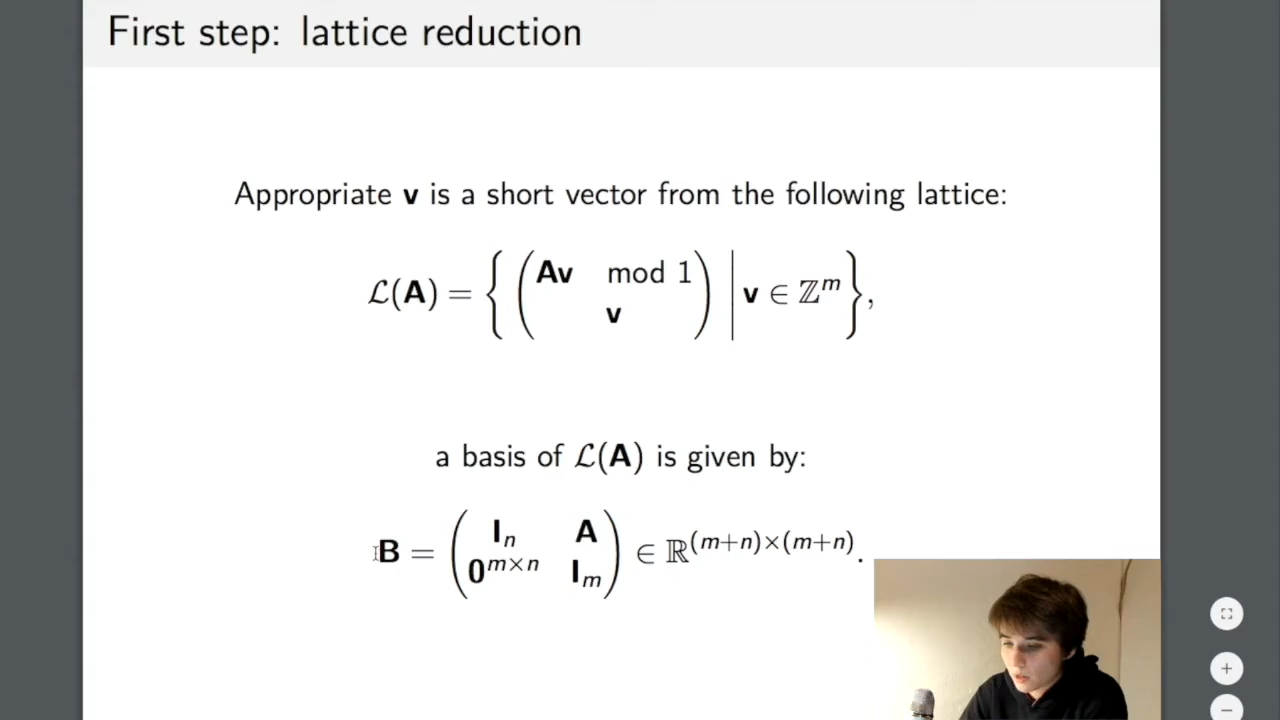 First step: lattice reduction
Appropriate v is a short vector from the following lattice:
ℒ(A) = { ( Av mod 1 / v ) | v ∈ ℤ^m },
a basis of ℒ(A) is given by:
B = ( I_n A / 0^{m×n} I_m ) ∈ ℝ^{(m+n)×(m+n)}.